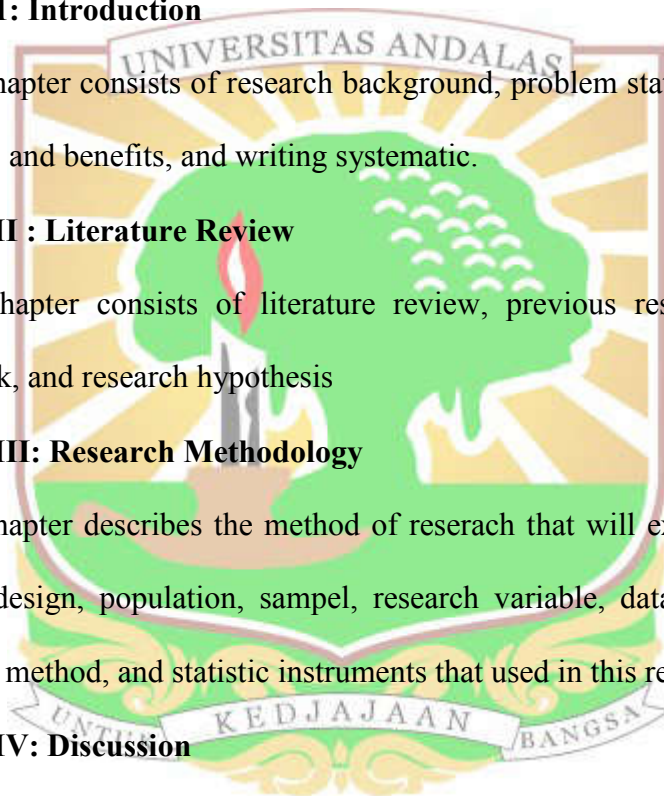 I: Introduction
UNIVERSITAS ANDALAS
hapter consists of research background, problem stat
and benefits, and writing systematic.
II : Literature Review
hapter consists of literature review, previous res
k, and research hypothesis
III: Research Methodology
hapter describes the method of reserach that will ex
design, population, sampel, research variable, data
method, and statistic instruments that used in this re
UNTUK KEDJAJAAN BANGSA
IV: Discussion